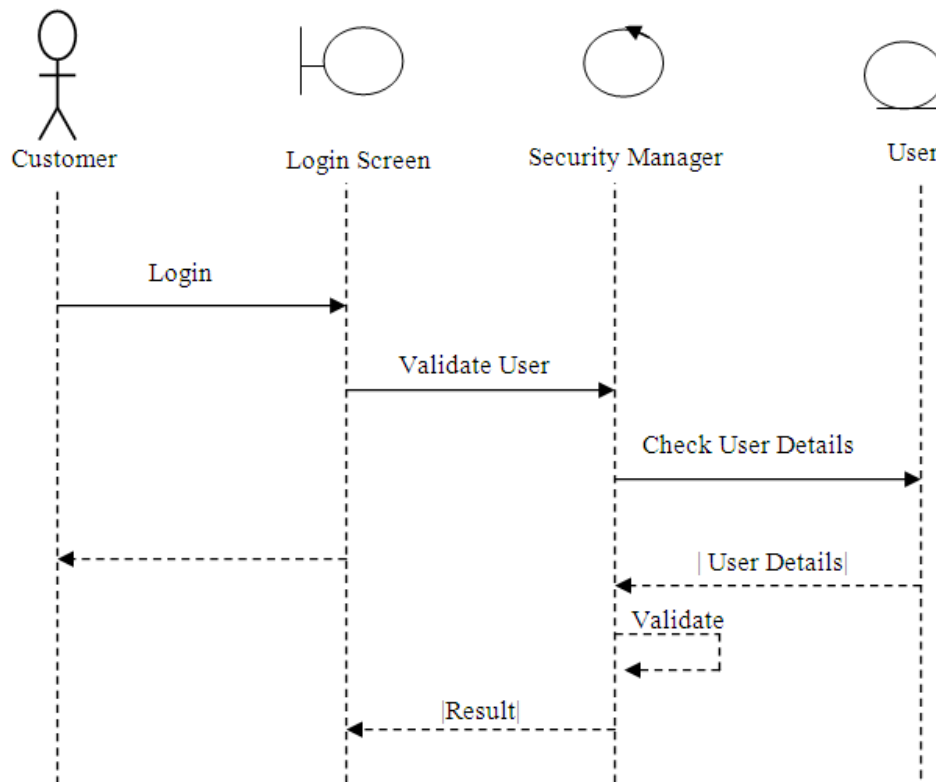 Customer
Login Screen
Security Manager
User
Login
Validate User
Check User Details
| User Details|
Validate
|Result|